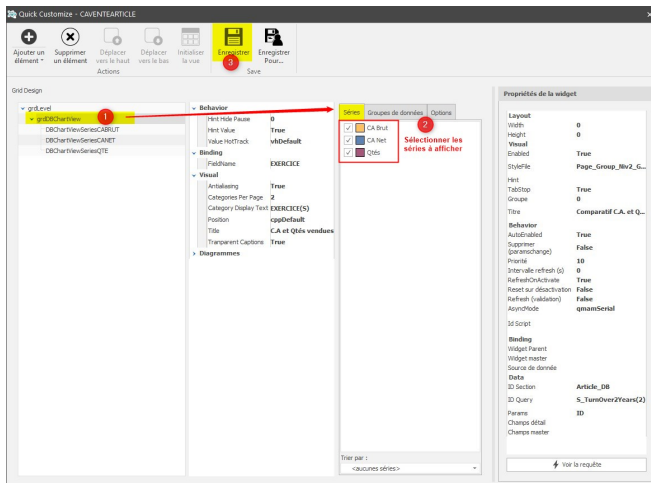 Quick Customize - CAVENTEARTICLE
Ajouter un élément
Supprimer un élément
Déplacer vers le haut
Déplacer vers le bas
Initialiser la vue
Enregistrer
Enregistrer Pour...
3
Actions
Save
Grid Design
grdLevel
grdDBChartView
1
DBChartViewSeriesCABRUT
DBChartViewSeriesCANET
DBChartViewSeriesQTE
Behavior
Hint Hide Pause 0
Hint Value True
Value HotTrack vhDefault
Binding
FieldName EXERCICE
Visual
Antialiasing True
Categories Per Page 2
Category Display Text EXERCICE(S)
Position cppDefault
Title C.A et Qtés vendues
Tranparent Captions True
Diagrammes
Séries
Groupes de données
Options
CA Brut
CA Net
Qtés
2
Sélectionner les
séries à afficher
Trier par :
<aucunes séries>
Propriétés de la widget
Layout
Width 0
Height 0
Visual
Enabled True
StyleFile Page_Group_Niv2_G...
Hint
TabStop True
Groupe 0
Titre Comparatif C.A. et Q...
Behavior
AutoEnabled True
Supprimer
(paramschange) False
Priorité 10
Intervalle refresh (s) 0
RefreshOnActivate True
Reset sur désactivation False
Refresh (validation) False
AsyncMode qmamSerial
Id Script
Binding
Widget Parent
Widget master
Source de donnée
Data
ID Section Article_DB
ID Query S_TurnOver2Years(2)
Params ID
Champs détail
Champs master
Voir la requête